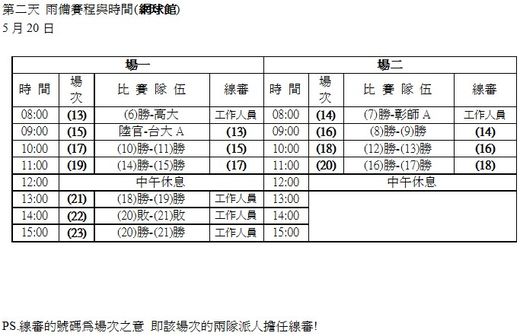 第二天 雨備賽程與時間(網球館)
5月20日
場一 場二
時間 場次 比賽隊伍 線審 時間 場次 比賽隊伍 線審
08:00 (13) (6)勝-高大 工作人員 08:00 (14) (7)勝-彰師A 工作人員
09:00 (15) 陸官-台大A (13) 09:00 (16) (8)勝-(9)勝 (14)
10:00 (17) (10)勝-(11)勝 (15) 10:00 (18) (12)勝-(13)勝 (16)
11:00 (19) (14)勝-(15)勝 (17) 11:00 (20) (16)勝-(17)勝 (18)
12:00 中午休息 12:00 中午休息
13:00 (21) (18)勝-(19)勝 工作人員 13:00
14:00 (22) (20)敗-(21)敗 工作人員 14:00
15:00 (23) (20)勝-(21)勝 工作人員 15:00
PS.線審的號碼為場次之意 即該場次的兩隊派人擔任線審!